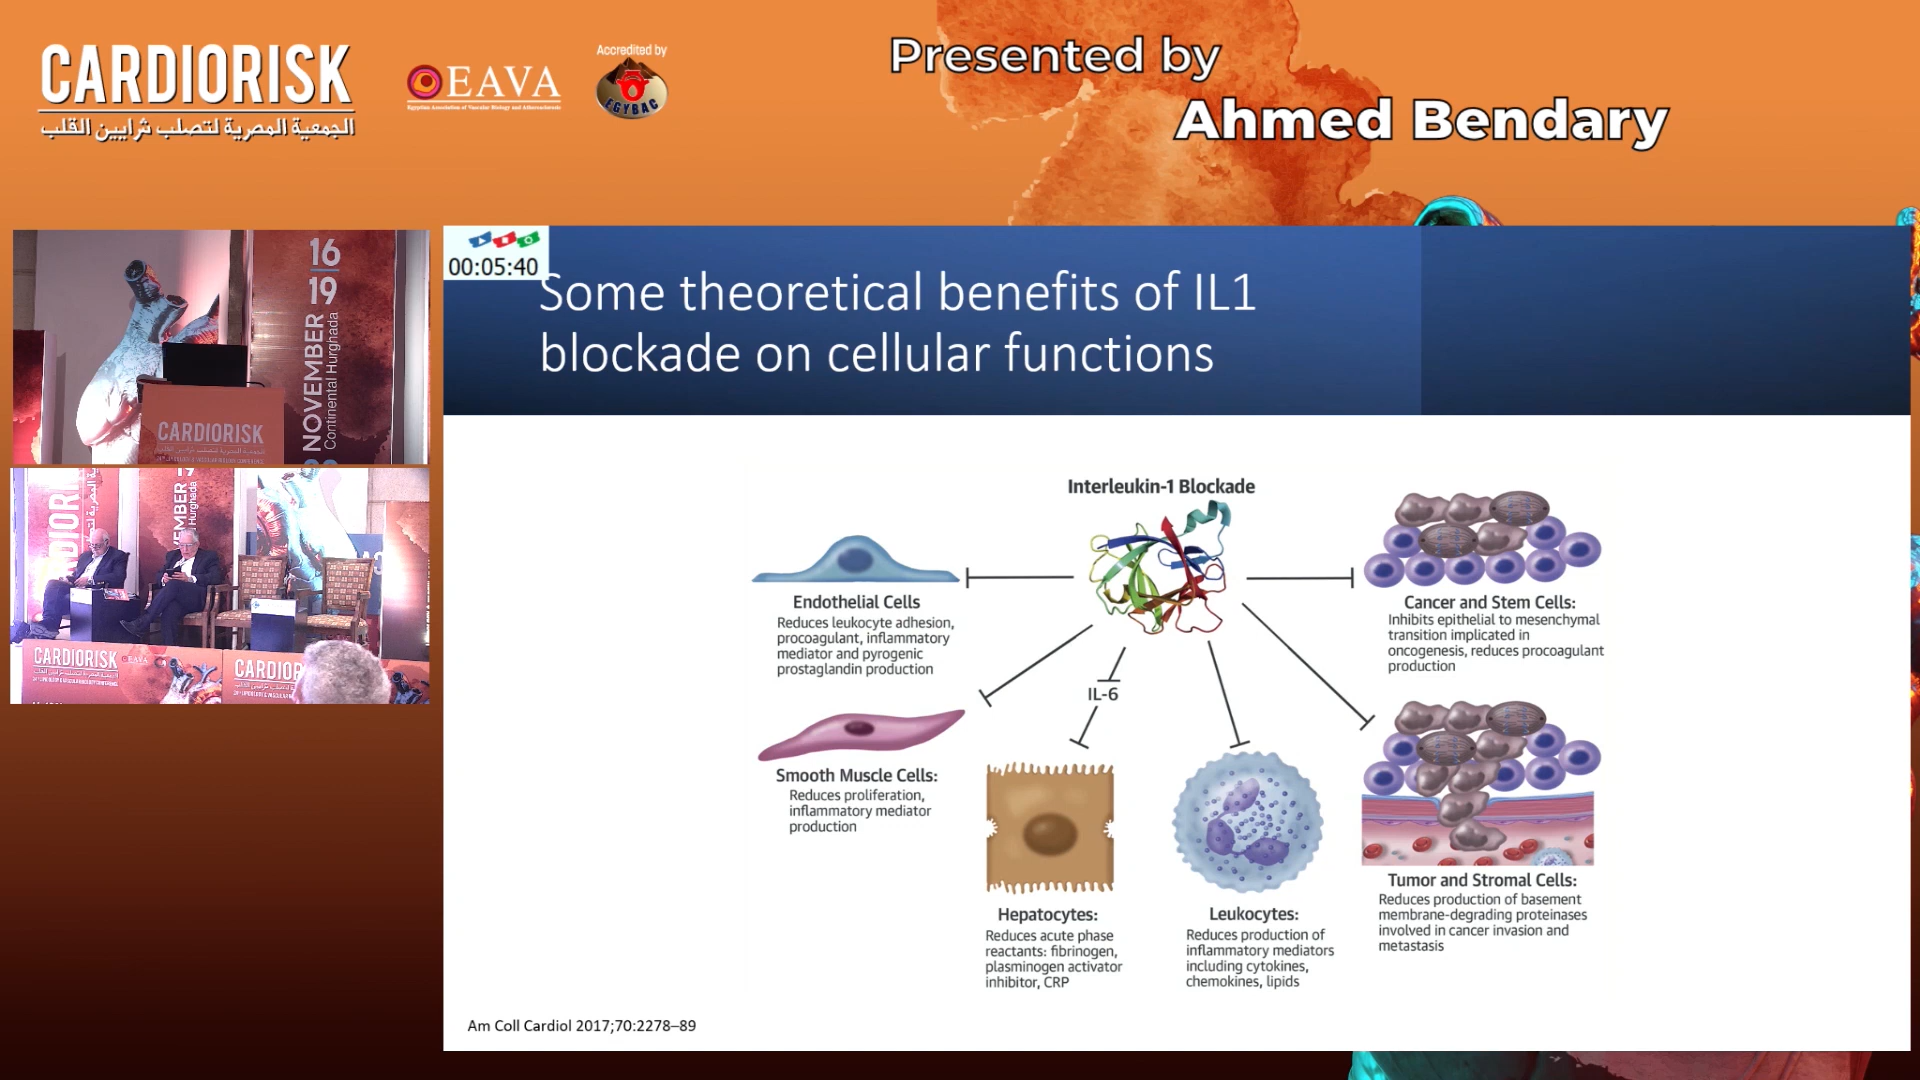 CARDIORISK
الجمعية المصرية لتصلب ثرايين القلب
EAVA
Egyptian Association of Vascular Biology and Atherosclerosis
Accredited by
EGYBAC
Presented by
Ahmed Bendary
16
19
NOVEMBER
Continental Hurghada
CARDIORISK
CARDIORISK
EAVA
00:05:40
Some theoretical benefits of IL1
blockade on cellular functions
Interleukin-1 Blockade
Endothelial Cells
Reduces leukocyte adhesion,
procoagulant, inflammatory
mediator and pyrogenic
prostaglandin production
Cancer and Stem Cells:
Inhibits epithelial to mesenchymal
transition implicated in
oncogenesis, reduces procoagulant
production
IL-6
Smooth Muscle Cells:
Reduces proliferation,
inflammatory mediator
production
Hepatocytes:
Reduces acute phase
reactants: fibrinogen,
plasminogen activator
inhibitor, CRP
Leukocytes:
Reduces production of
inflammatory mediators
including cytokines,
chemokines, lipids
Tumor and Stromal Cells:
Reduces production of basement
membrane-degrading proteinases
involved in cancer invasion and
metastasis
Am Coll Cardiol 2017;70:2278–89